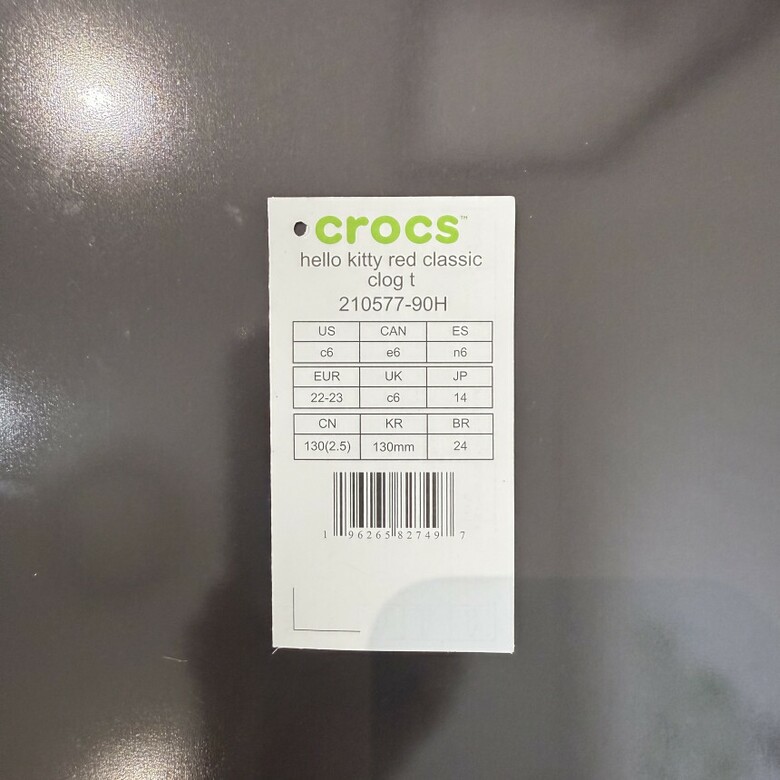 crocs™
hello kitty red classic
clog t
210577-90H
US CAN ES
c6 e6 n6
EUR UK JP
22-23 c6 14
CN KR BR
130(2.5) 130mm 24
1 96265 82749 7